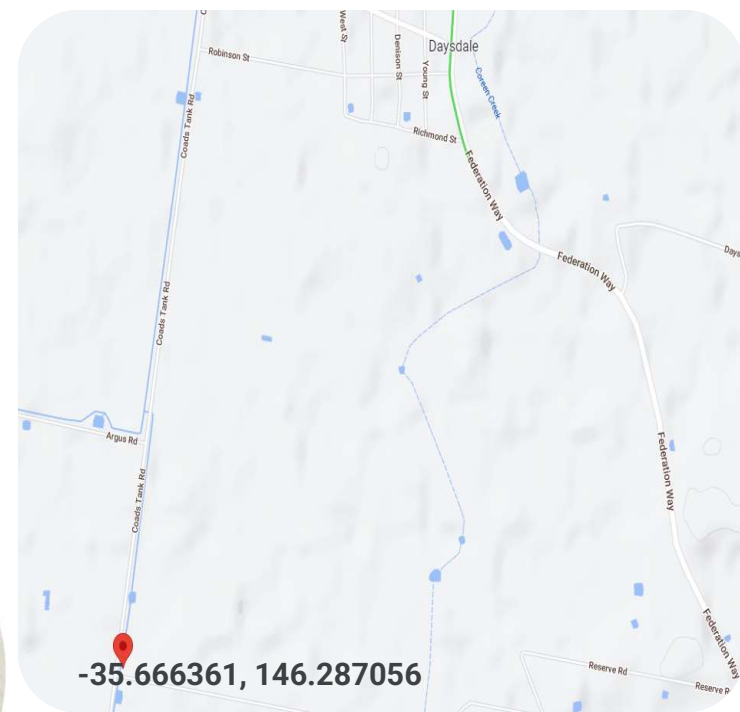 C
West St
Denison St
Young St
Daysdale
Robinson St
Coreen Creek
Coads Tank Rd
Richmond St
Federation Way
Days
Federation Way
Coads Tank Rd
Argus Rd
Federation Way
Coads Tank Rd
Federation Way
-35.666361, 146.287056
Reserve Rd
Reserve R